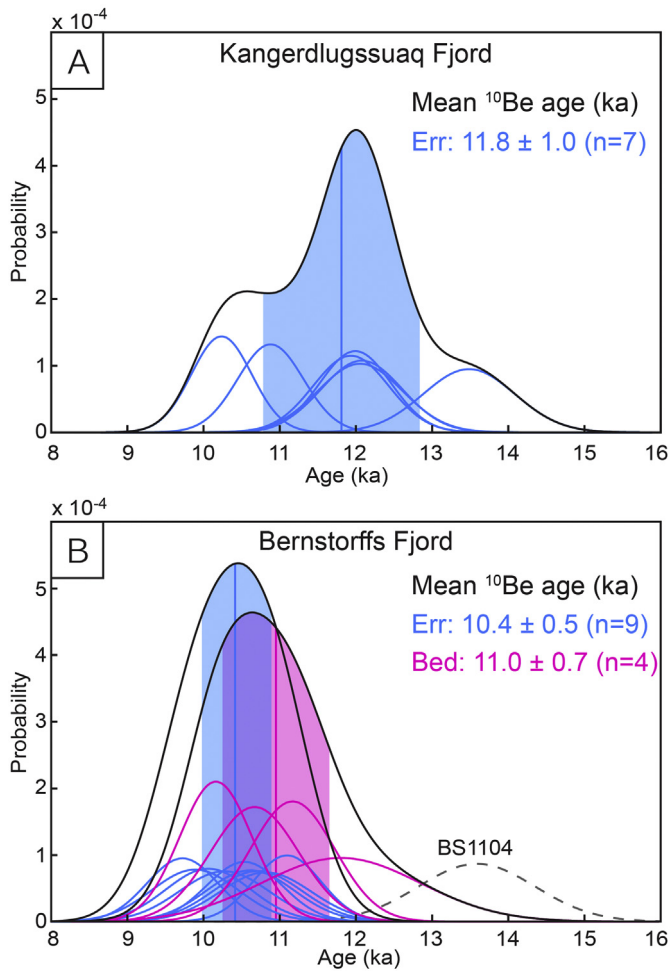 x 10⁻⁴
A
Kangerdlugssuaq Fjord
Mean ¹⁰Be age (ka)
Err: 11.8 ± 1.0 (n=7)
5
4
3
2
1
0
Probability
8 9 10 11 12 13 14 15 16
Age (ka)
x 10⁻⁴
B
Bernstorffs Fjord
Mean ¹⁰Be age (ka)
Err: 10.4 ± 0.5 (n=9)
Bed: 11.0 ± 0.7 (n=4)
5
4
3
2
1
0
Probability
BS1104
8 9 10 11 12 13 14 15 16
Age (ka)